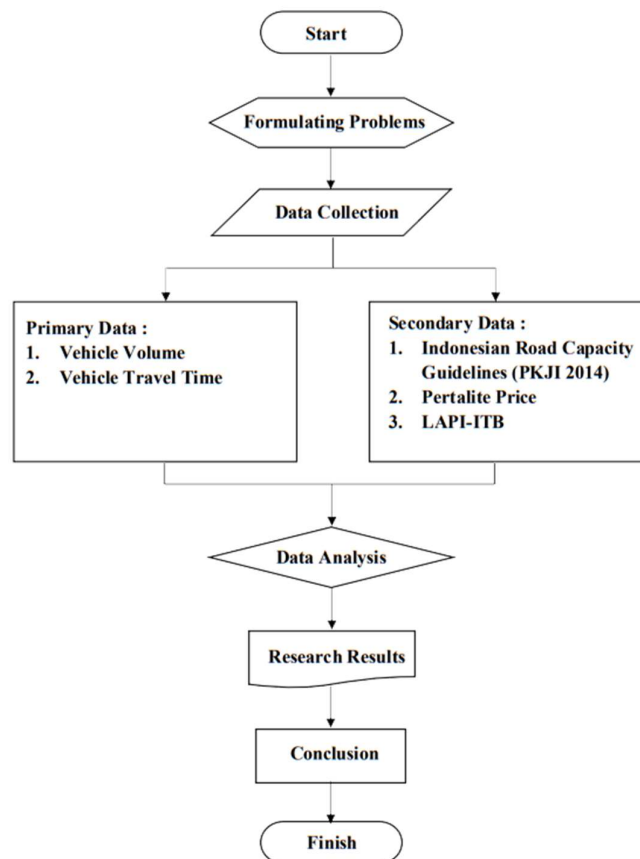 Start
Formulating Problems
Data Collection
Primary Data :
1. Vehicle Volume
2. Vehicle Travel Time
Secondary Data :
1. Indonesian Road Capacity
Guidelines (PKJI 2014)
2. Pertalite Price
3. LAPI-ITB
Data Analysis
Research Results
Conclusion
Finish